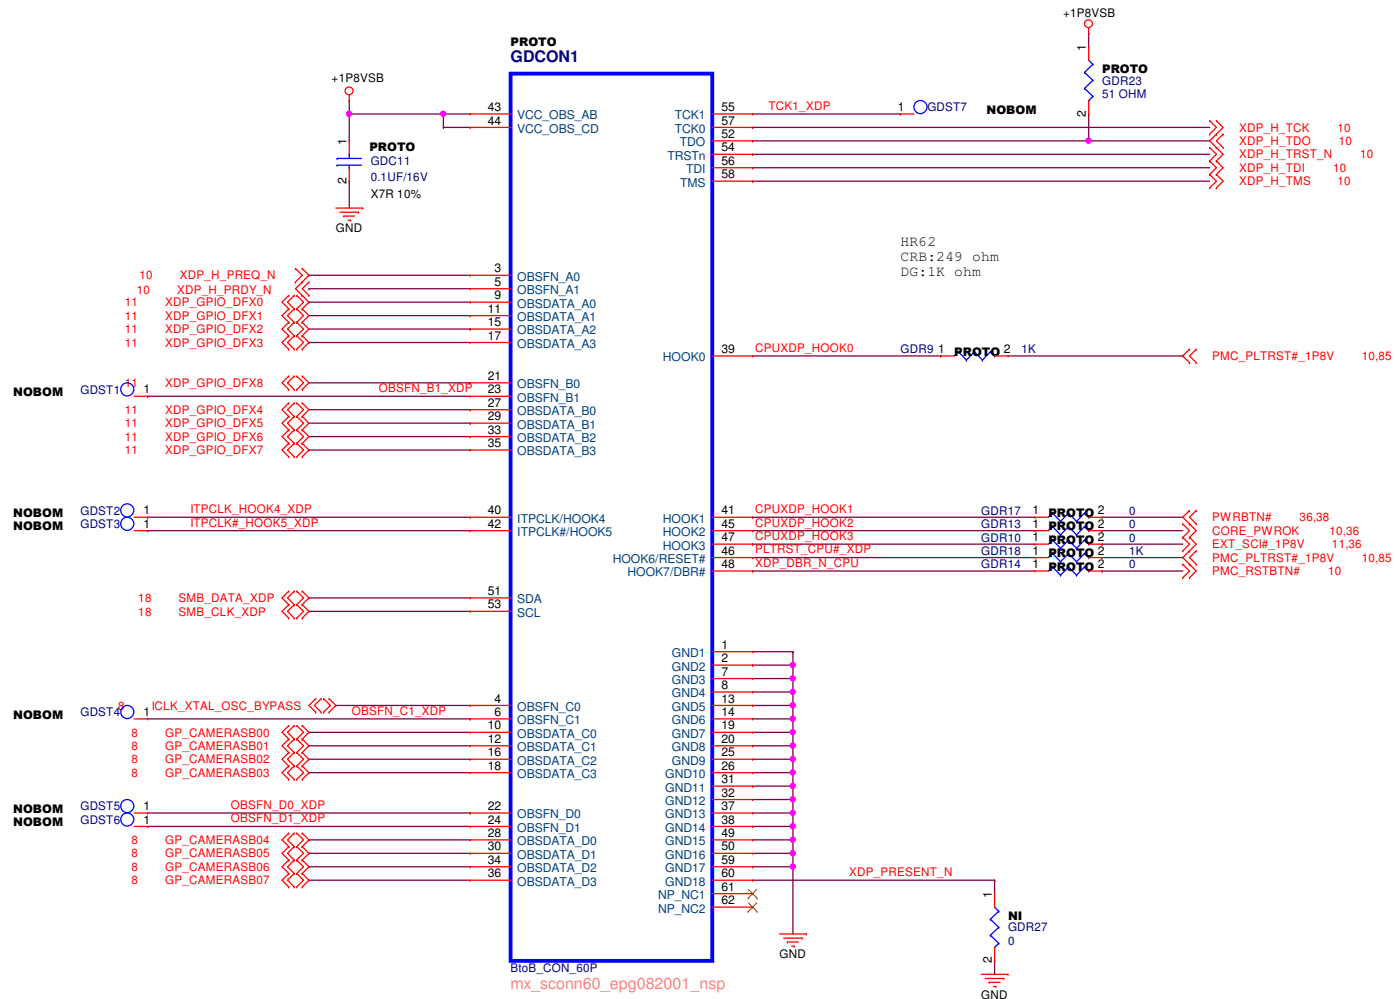 +1P8VSB
PROTO
GDCON1
+1P8VSB
PROTO
GDR23
51 OHM
1
2
43 VCC_OBS_AB
44 VCC_OBS_CD
1
2
PROTO
GDC11
0.1UF/16V
X7R 10%
GND
TCK1 55 TCK1_XDP 1 GDST7 NOBOM
TCK0 57 XDP_H_TCK 10
TDO 52 XDP_H_TDO 10
TRSTn 54 XDP_H_TRST_N 10
TDI 56 XDP_H_TDI 10
TMS 58 XDP_H_TMS 10
HR62
CRB:249 ohm
DG:1K ohm
10 XDP_H_PREQ_N 3 OBSFN_A0
10 XDP_H_PRDY_N 5 OBSFN_A1
11 XDP_GPIO_DFX0 9 OBSDATA_A0
11 XDP_GPIO_DFX1 11 OBSDATA_A1
11 XDP_GPIO_DFX2 15 OBSDATA_A2
11 XDP_GPIO_DFX3 17 OBSDATA_A3
HOOK0 39 CPUXDP_HOOK0 GDR9 1 PROTO 2 1K PMC_PLTRST#_1P8V 10,85
11 XDP_GPIO_DFX8 21 OBSFN_B0
NOBOM GDST1 1 OBSFN_B1_XDP 23 OBSFN_B1
11 XDP_GPIO_DFX4 27 OBSDATA_B0
11 XDP_GPIO_DFX5 29 OBSDATA_B1
11 XDP_GPIO_DFX6 33 OBSDATA_B2
11 XDP_GPIO_DFX7 35 OBSDATA_B3
NOBOM GDST2 1 ITPCLK_HOOK4_XDP 40 ITPCLK/HOOK4
NOBOM GDST3 1 ITPCLK#_HOOK5_XDP 42 ITPCLK#/HOOK5
HOOK1 41 CPUXDP_HOOK1 GDR17 1 PROTO 2 0 PWRBTN# 36,38
HOOK2 45 CPUXDP_HOOK2 GDR13 1 PROTO 2 0 CORE_PWROK 10,36
HOOK3 47 CPUXDP_HOOK3 GDR10 1 PROTO 2 0 EXT_SCI#_1P8V 11,36
HOOK6/RESET# 46 PLTRST_CPU#_XDP GDR18 1 PROTO 2 1K PMC_PLTRST#_1P8V 10,85
HOOK7/DBR# 48 XDP_DBR_N_CPU GDR14 1 PROTO 2 0 PMC_RSTBTN# 10
18 SMB_DATA_XDP 51 SDA
18 SMB_CLK_XDP 53 SCL
GND1 1
GND2 2
GND3 7
GND4 8
GND5 13
GND6 14
GND7 19
GND8 20
GND9 25
GND10 26
GND11 31
GND12 32
GND13 37
GND14 38
GND15 49
GND16 50
GND17 59
GND18 60 XDP_PRESENT_N
NP_NC1 61
NP_NC2 62
8 ICLK_XTAL_OSC_BYPASS 4 OBSFN_C0
NOBOM GDST4 1 OBSFN_C1_XDP 6 OBSFN_C1
8 GP_CAMERASB00 10 OBSDATA_C0
8 GP_CAMERASB01 12 OBSDATA_C1
8 GP_CAMERASB02 16 OBSDATA_C2
8 GP_CAMERASB03 18 OBSDATA_C3
NOBOM GDST5 1 OBSFN_D0_XDP 22 OBSFN_D0
NOBOM GDST6 1 OBSFN_D1_XDP 24 OBSFN_D1
8 GP_CAMERASB04 28 OBSDATA_D0
8 GP_CAMERASB05 30 OBSDATA_D1
8 GP_CAMERASB06 34 OBSDATA_D2
8 GP_CAMERASB07 36 OBSDATA_D3
1
NI
GDR27
0
2
GND
GND
BtoB_CON_60P
mx_sconn60_epg082001_nsp